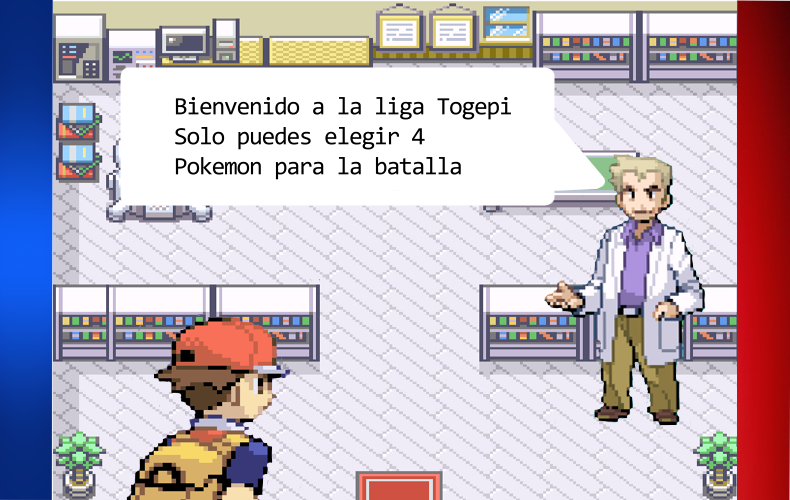 Bienvenido a la liga Togepi
Solo puedes elegir 4
Pokemon para la batalla